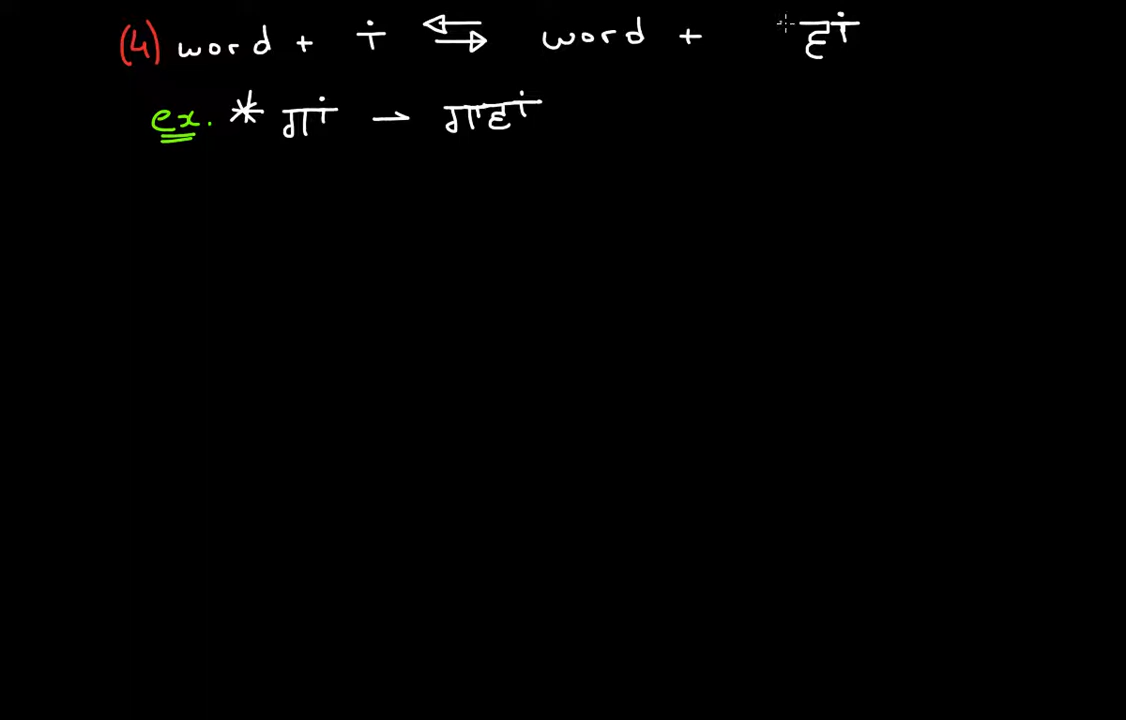 (4) word + ਾਂ ⇌ word + ਵਾਂ
ex. * ਗਾਂ → ਗਾਵਾਂ